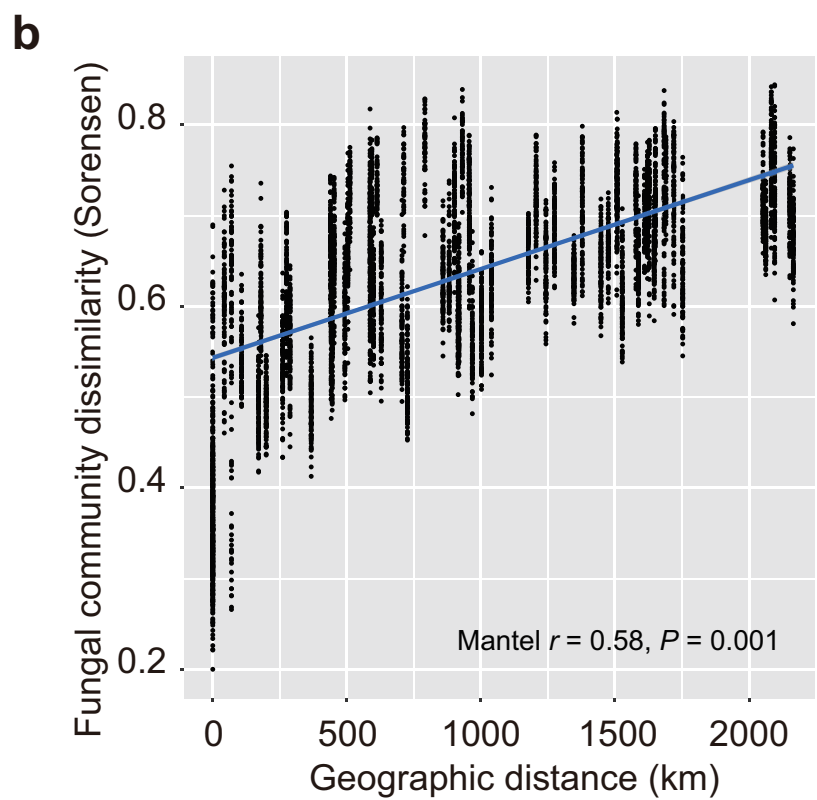 b
Fungal community dissimilarity (Sorensen)
0.8
0.6
0.4
0.2
Mantel r = 0.58, P = 0.001
0 500 1000 1500 2000
Geographic distance (km)